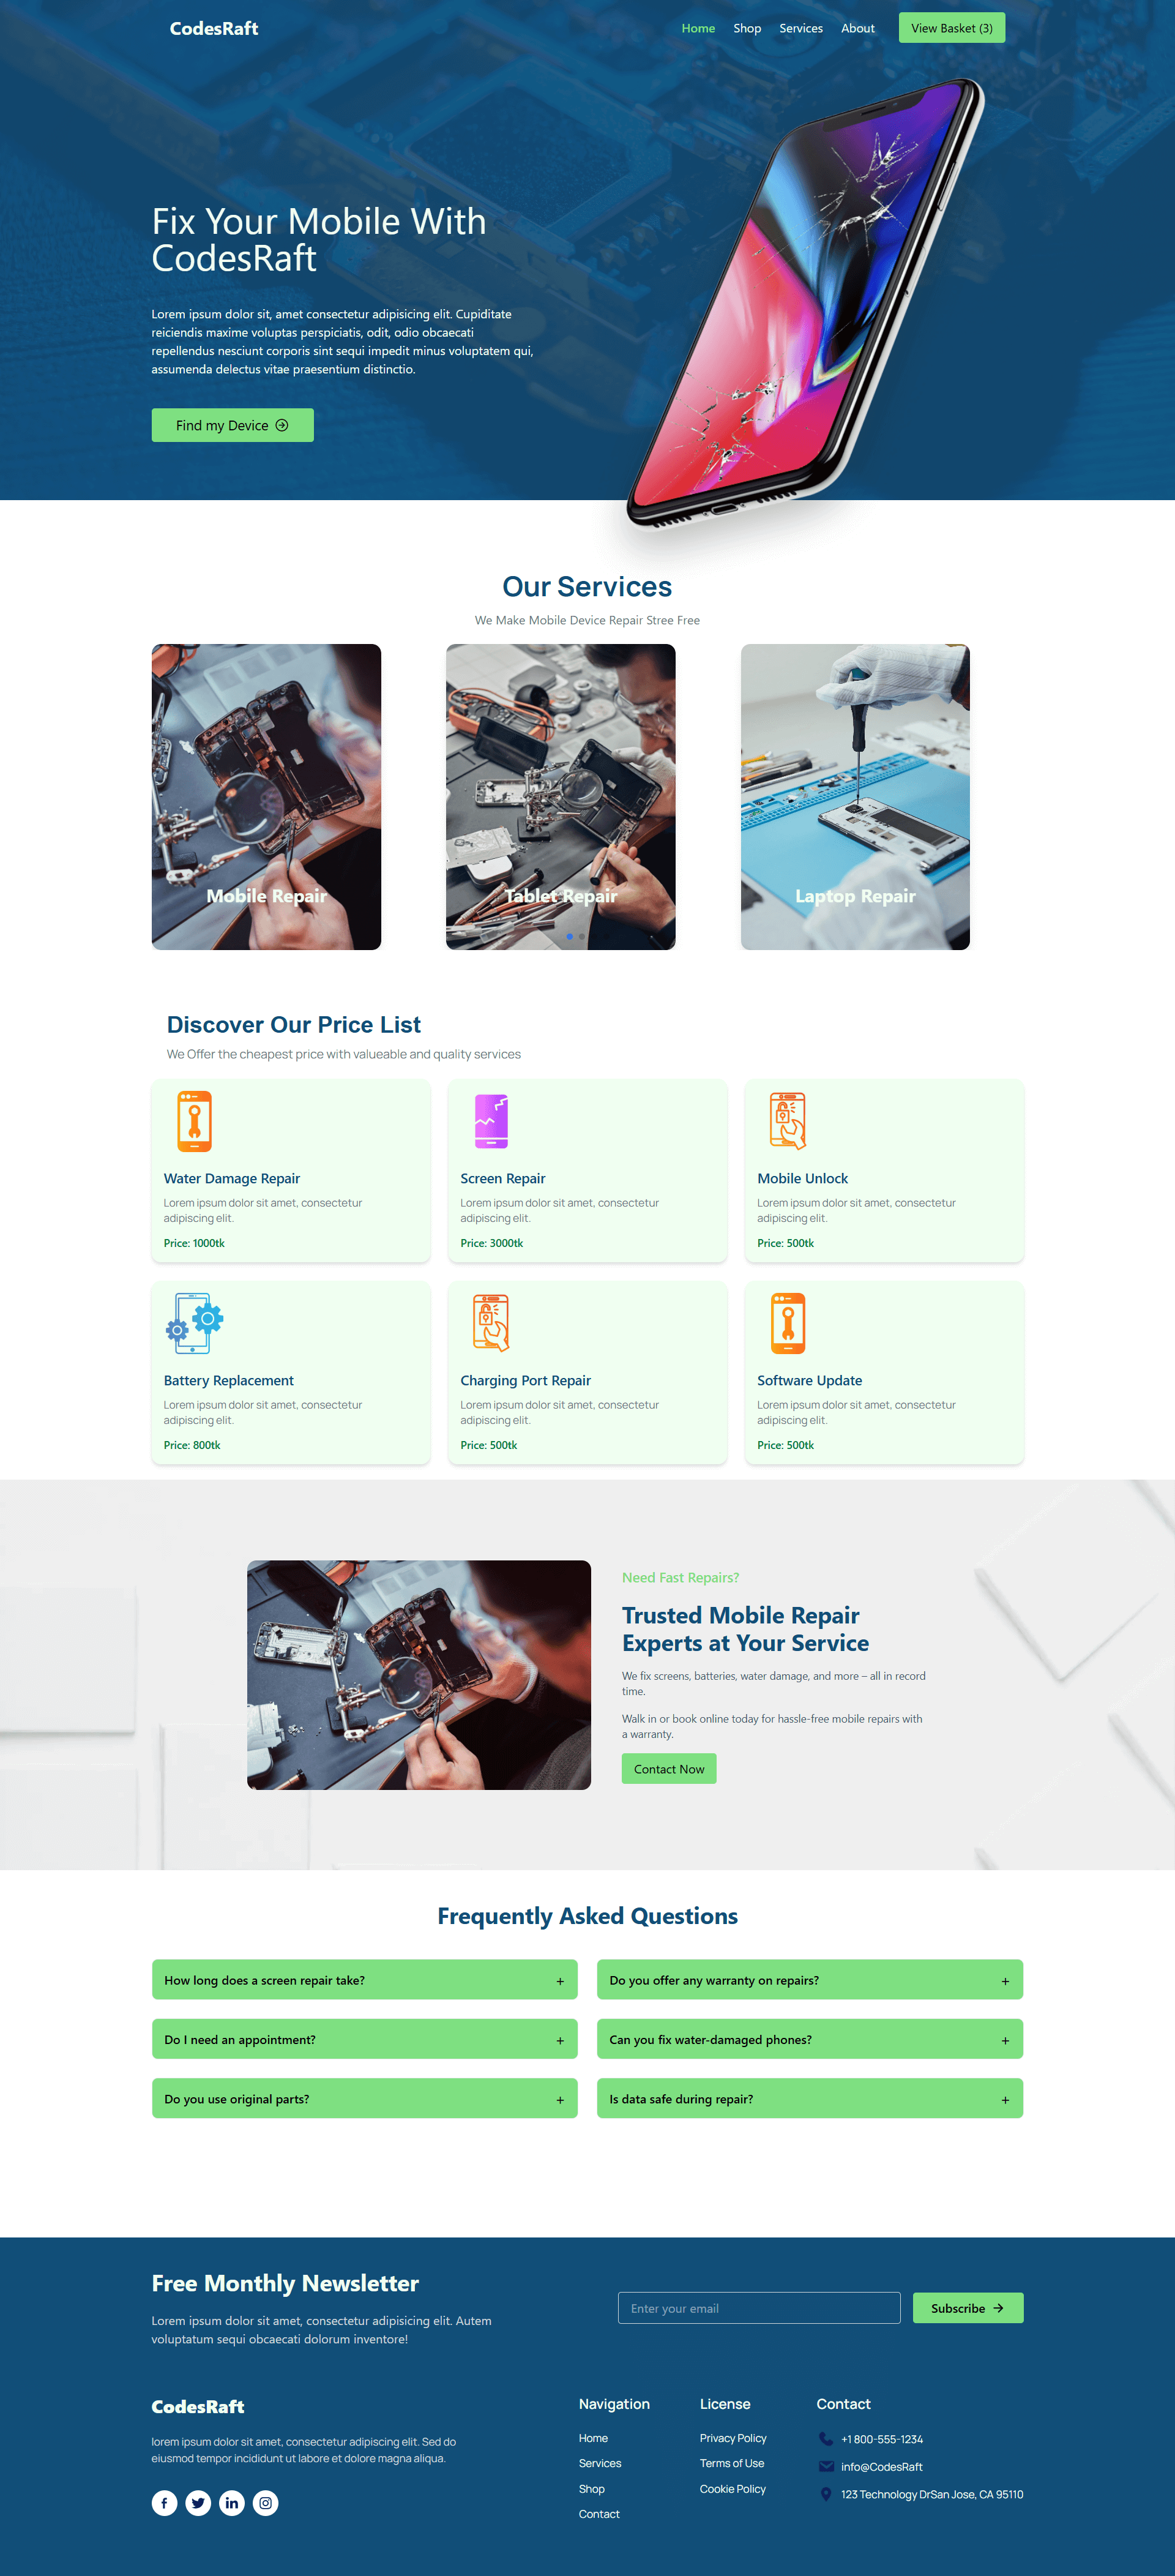 CodesRaft
Home
Shop
Services
About
View Basket (3)
Fix Your Mobile With
CodesRaft
Lorem ipsum dolor sit, amet consectetur adipisicing elit. Cupiditate
reiciendis maxime voluptas perspiciatis, odit, odio obcaecati
repellendus nesciunt corporis sint sequi impedit minus voluptatem qui,
assumenda delectus vitae praesentium distinctio.
Find my Device
Our Services
We Make Mobile Device Repair Stree Free
Mobile Repair
Tablet Repair
Laptop Repair
Discover Our Price List
We Offer the cheapest price with valueable and quality services
Water Damage Repair
Lorem ipsum dolor sit amet, consectetur
adipiscing elit.
Price: 1000tk
Screen Repair
Lorem ipsum dolor sit amet, consectetur
adipiscing elit.
Price: 3000tk
Mobile Unlock
Lorem ipsum dolor sit amet, consectetur
adipiscing elit.
Price: 500tk
Battery Replacement
Lorem ipsum dolor sit amet, consectetur
adipiscing elit.
Price: 800tk
Charging Port Repair
Lorem ipsum dolor sit amet, consectetur
adipiscing elit.
Price: 500tk
Software Update
Lorem ipsum dolor sit amet, consectetur
adipiscing elit.
Price: 500tk
Need Fast Repairs?
Trusted Mobile Repair
Experts at Your Service
We fix screens, batteries, water damage, and more – all in record
time.
Walk in or book online today for hassle-free mobile repairs with
a warranty.
Contact Now
Frequently Asked Questions
How long does a screen repair take? +
Do you offer any warranty on repairs? +
Do I need an appointment? +
Can you fix water-damaged phones? +
Do you use original parts? +
Is data safe during repair? +
Free Monthly Newsletter
Lorem ipsum dolor sit amet, consectetur adipisicing elit. Autem
voluptatum sequi obcaecati dolorum inventore!
Enter your email
Subscribe
CodesRaft
lorem ipsum dolor sit amet, consectetur adipiscing elit. Sed do
eiusmod tempor incididunt ut labore et dolore magna aliqua.
Navigation
Home
Services
Shop
Contact
License
Privacy Policy
Terms of Use
Cookie Policy
Contact
+1 800-555-1234
info@CodesRaft
123 Technology DrSan Jose, CA 95110